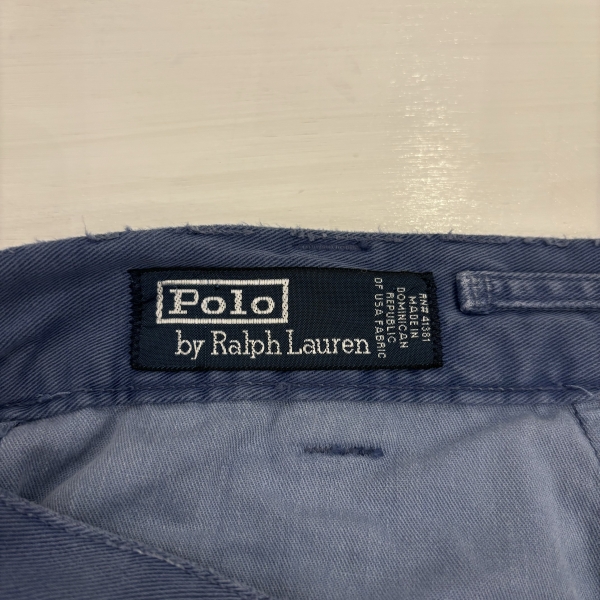 Polo
by Ralph Lauren
RN# 41381
MADE IN
DOMINICAN
REPUBLIC
OF USA FABRIC